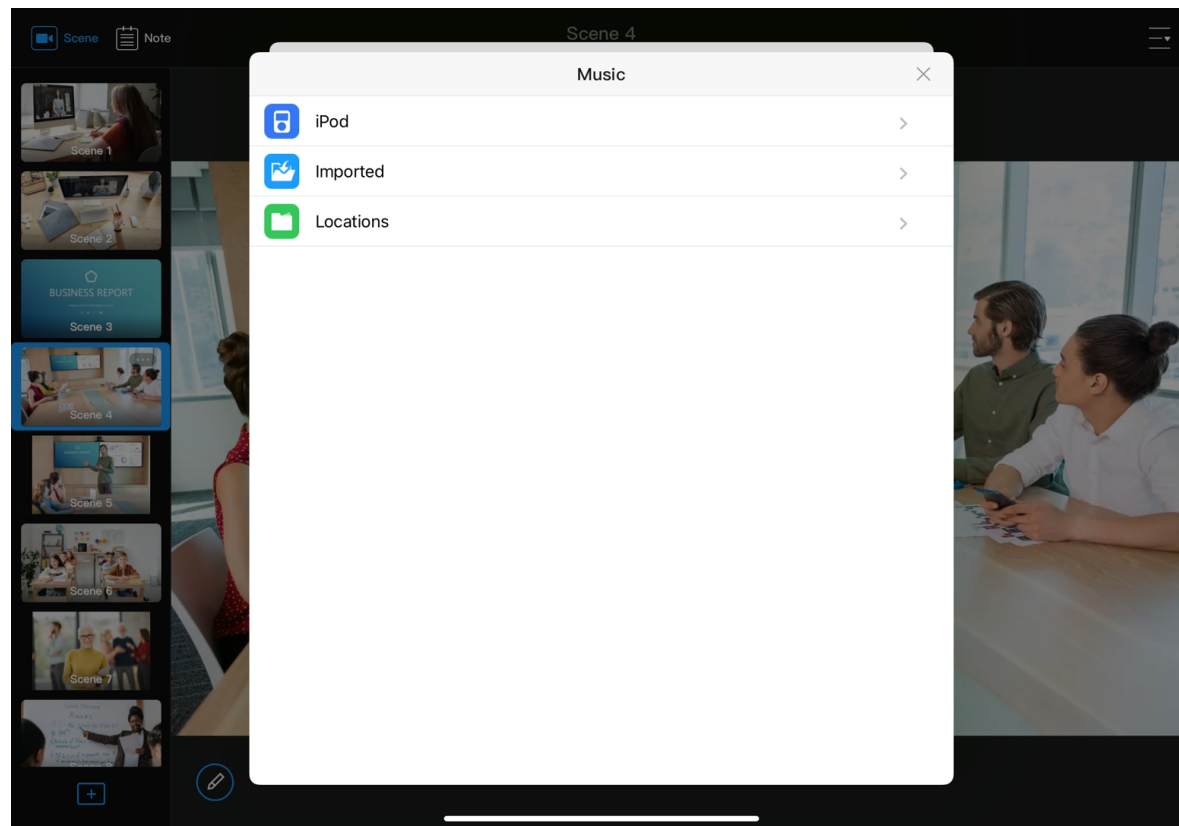 Scene
Note
Scene 4
Music
iPod
Imported
Locations
Scene 1
Scene 2
BUSINESS REPORT
Scene 3
Scene 4
Scene 5
Scene 6
Scene 7